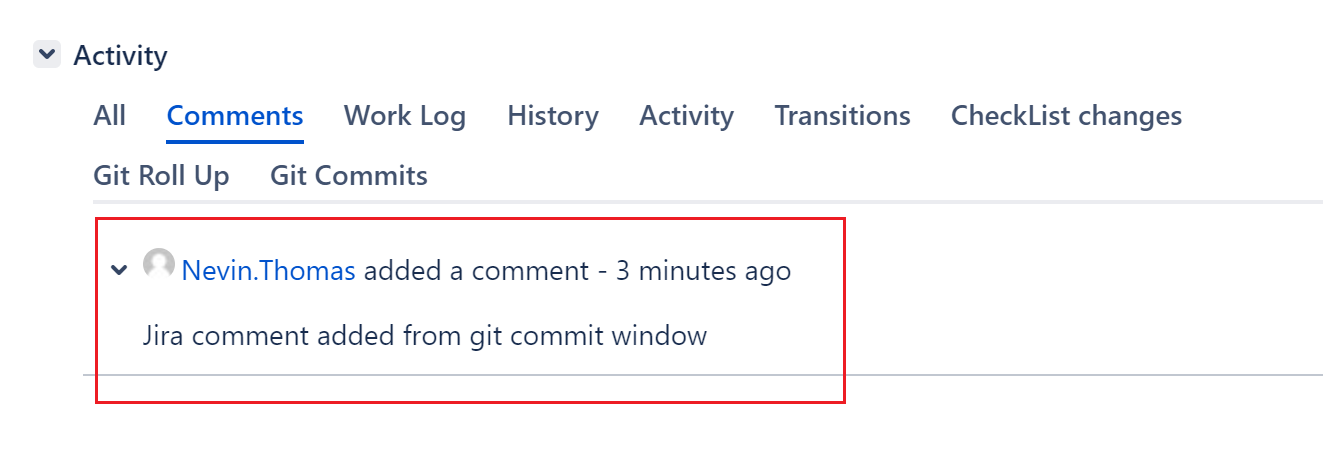 Activity
All Comments Work Log History Activity Transitions CheckList changes
Git Roll Up Git Commits
Nevin.Thomas added a comment - 3 minutes ago
Jira comment added from git commit window